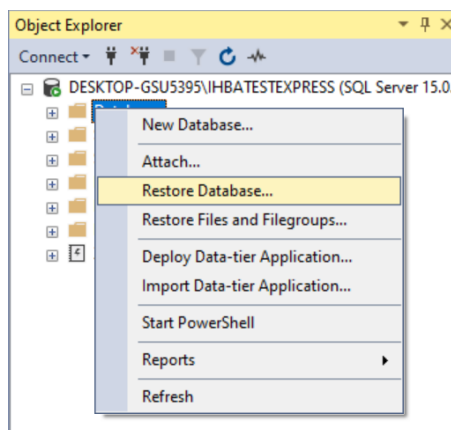 Object Explorer
Connect
DESKTOP-GSU5395\IHBATESTEXPRESS (SQL Server 15.0
New Database...
Attach...
Restore Database...
Restore Files and Filegroups...
Deploy Data-tier Application...
Import Data-tier Application...
Start PowerShell
Reports
Refresh